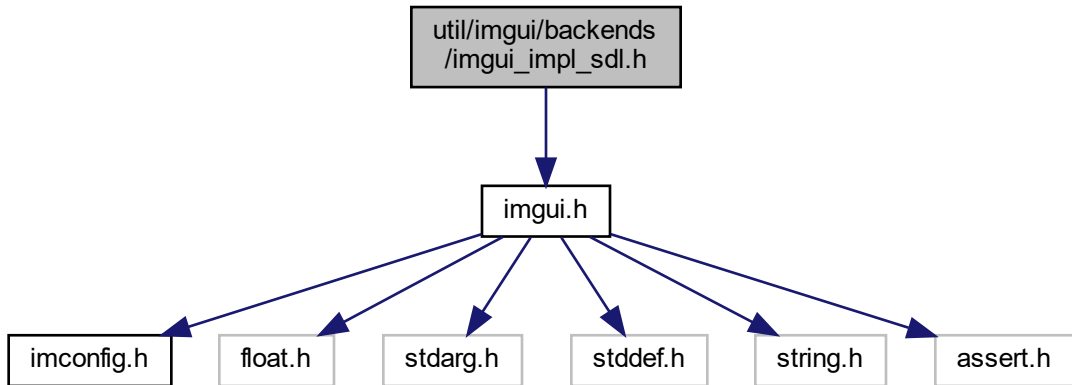 util/imgui/backends
/imgui_impl_sdl.h
imgui.h
imconfig.h
float.h
stdarg.h
stddef.h
string.h
assert.h